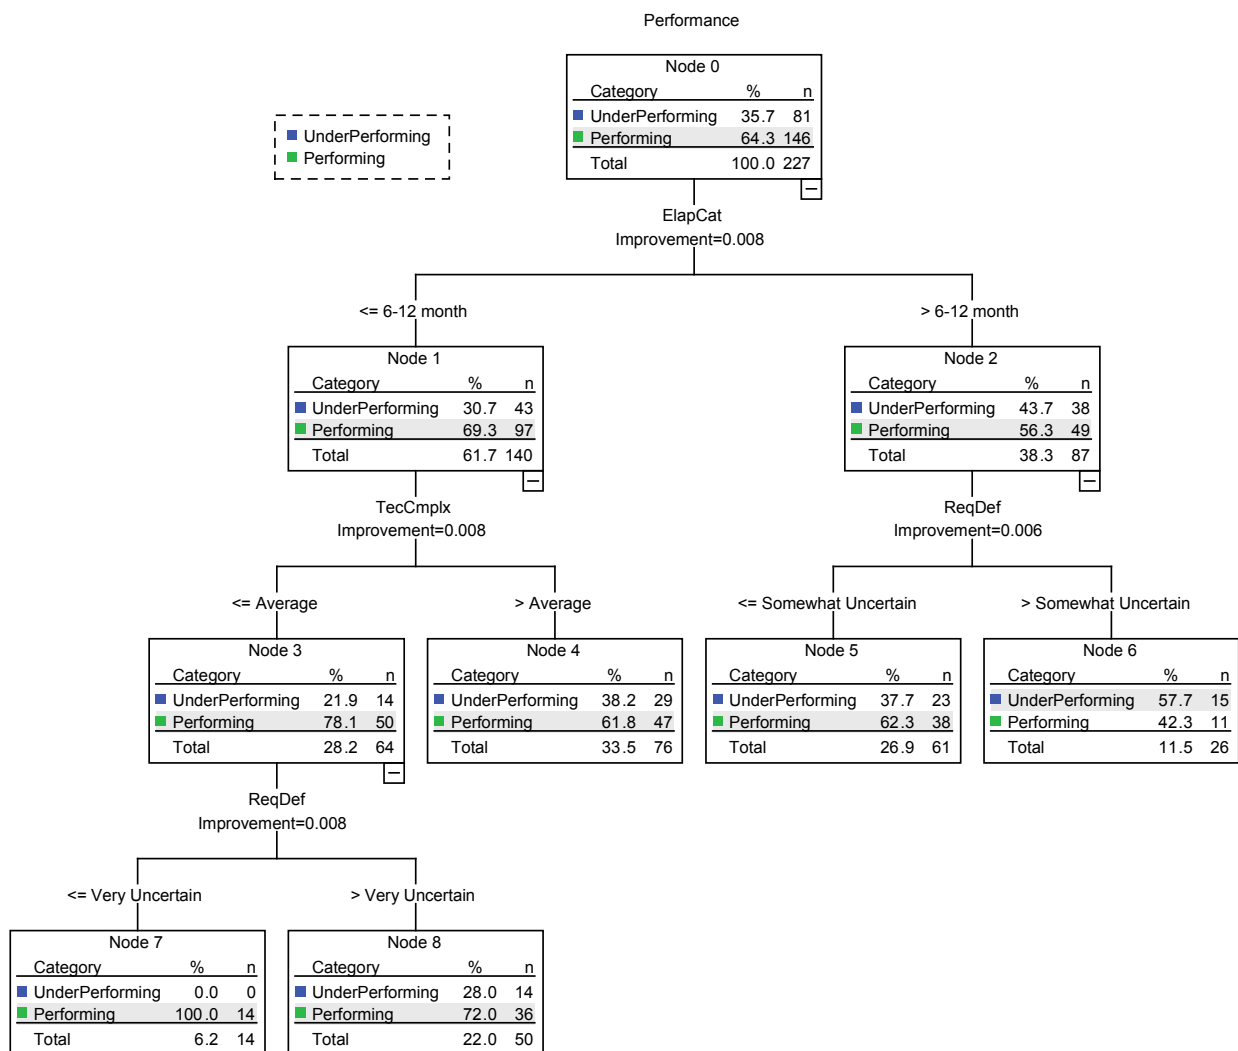 Performance
Node 0
Category % n
UnderPerforming 35.7 81
Performing 64.3 146
Total 100.0 227
UnderPerforming
Performing
ElapCat
Improvement=0.008
<= 6-12 month
> 6-12 month
Node 1
Category % n
UnderPerforming 30.7 43
Performing 69.3 97
Total 61.7 140
Node 2
Category % n
UnderPerforming 43.7 38
Performing 56.3 49
Total 38.3 87
TecCmplx
Improvement=0.008
ReqDef
Improvement=0.006
<= Average
> Average
<= Somewhat Uncertain
> Somewhat Uncertain
Node 3
Category % n
UnderPerforming 21.9 14
Performing 78.1 50
Total 28.2 64
Node 4
Category % n
UnderPerforming 38.2 29
Performing 61.8 47
Total 33.5 76
Node 5
Category % n
UnderPerforming 37.7 23
Performing 62.3 38
Total 26.9 61
Node 6
Category % n
UnderPerforming 57.7 15
Performing 42.3 11
Total 11.5 26
ReqDef
Improvement=0.008
<= Very Uncertain
> Very Uncertain
Node 7
Category % n
UnderPerforming 0.0 0
Performing 100.0 14
Total 6.2 14
Node 8
Category % n
UnderPerforming 28.0 14
Performing 72.0 36
Total 22.0 50